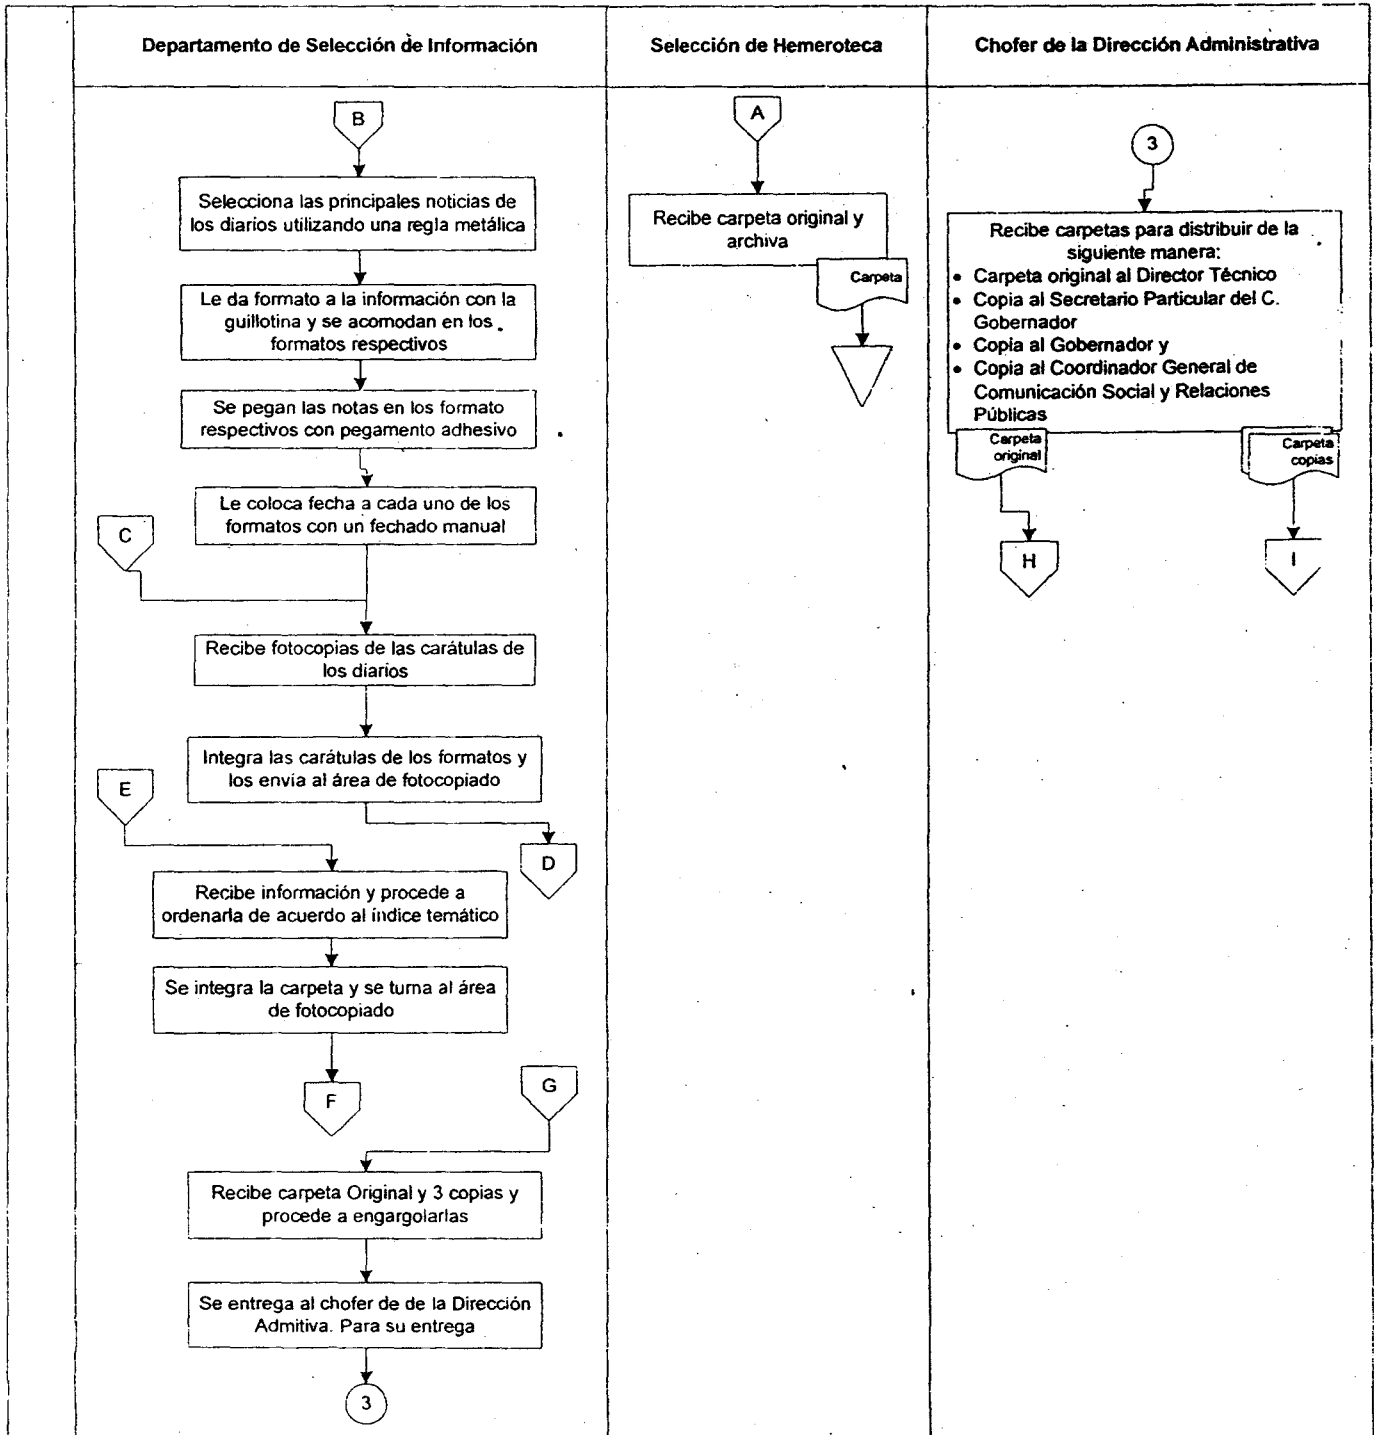 Departamento de Selección de Información
Selección de Hemeroteca
Chofer de la Dirección Administrativa
B
Selecciona las principales noticias de
los diarios utilizando una regla metálica
Le da formato a la información con la
guillotina y se acomodan en los
formatos respectivos
Se pegan las notas en los formato
respectivos con pegamento adhesivo
Le coloca fecha a cada uno de los
formatos con un fechado manual
C
Recibe fotocopias de las carátulas de
los diarios
Integra las carátulas de los formatos y
los envía al área de fotocopiado
E
D
Recibe información y procede a
ordenarla de acuerdo al índice temático
Se integra la carpeta y se turna al área
de fotocopiado
F
G
Recibe carpeta Original y 3 copias y
procede a engargolarlas
Se entrega al chofer de de la Dirección
Admitiva. Para su entrega
3
A
Recibe carpeta original y
archiva
Carpeta
3
Recibe carpetas para distribuir de la
siguiente manera:
• Carpeta original al Director Técnico
• Copia al Secretario Particular del C.
Gobernador
• Copia al Gobernador y
• Copia al Coordinador General de
Comunicación Social y Relaciones
Públicas
Carpeta
original
Carpeta
copias
H
I